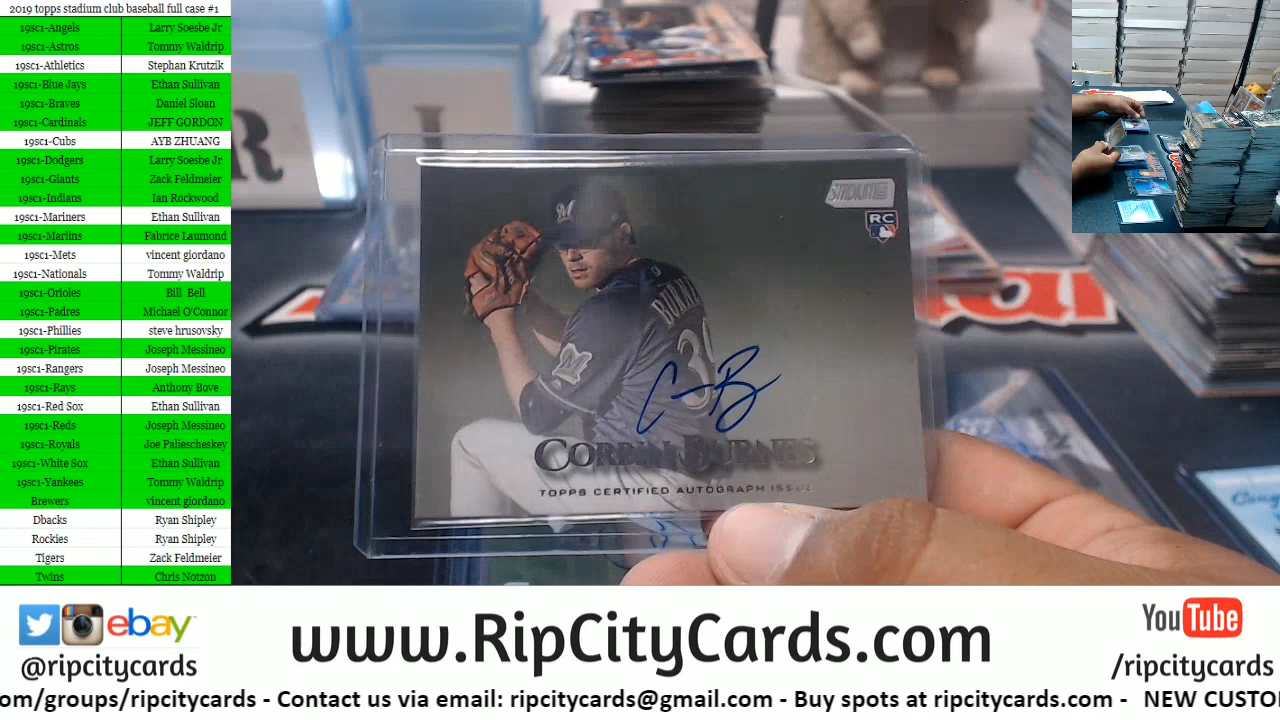 2019 topps stadium club baseball full case #1
19sc1-Angels Larry Soesbe Jr
19sc1-Astros Tommy Waldrip
19sc1-Athletics Stephan Krutzik
19sc1-Blue Jays Ethan Sullivan
19sc1-Braves Daniel Sloan
19sc1-Cardinals JEFF GORDON
19sc1-Cubs AYB ZHUANG
19sc1-Dodgers Larry Soesbe Jr
19sc1-Giants Zack Feldmeier
19sc1-Indians Ian Rockwood
19sc1-Mariners Ethan Sullivan
19sc1-Marlins Fabrice Laumond
19sc1-Mets vincent giordano
19sc1-Nationals Tommy Waldrip
19sc1-Orioles Bill Bell
19sc1-Padres Michael O'Connor
19sc1-Phillies steve hrusovsky
19sc1-Pirates Joseph Messineo
19sc1-Rangers Joseph Messineo
19sc1-Rays Anthony Bove
19sc1-Red Sox Ethan Sullivan
19sc1-Reds Joseph Messineo
19sc1-Royals Joe Paliescheskey
19sc1-White Sox Ethan Sullivan
19sc1-Yankees Tommy Waldrip
Brewers vincent giordano
Dbacks Ryan Shipley
Rockies Ryan Shipley
Tigers Zack Feldmeier
Twins Chris Notzon
STADIUM
RC
M
M
CORBIN BURNES
TOPPS CERTIFIED AUTOGRAPH ISSUE
ebay
@ripcitycards
www.RipCityCards.com
YouTube
/ripcitycards
om/groups/ripcitycards - Contact us via email: ripcitycards@gmail.com - Buy spots at ripcitycards.com - NEW CUSTO